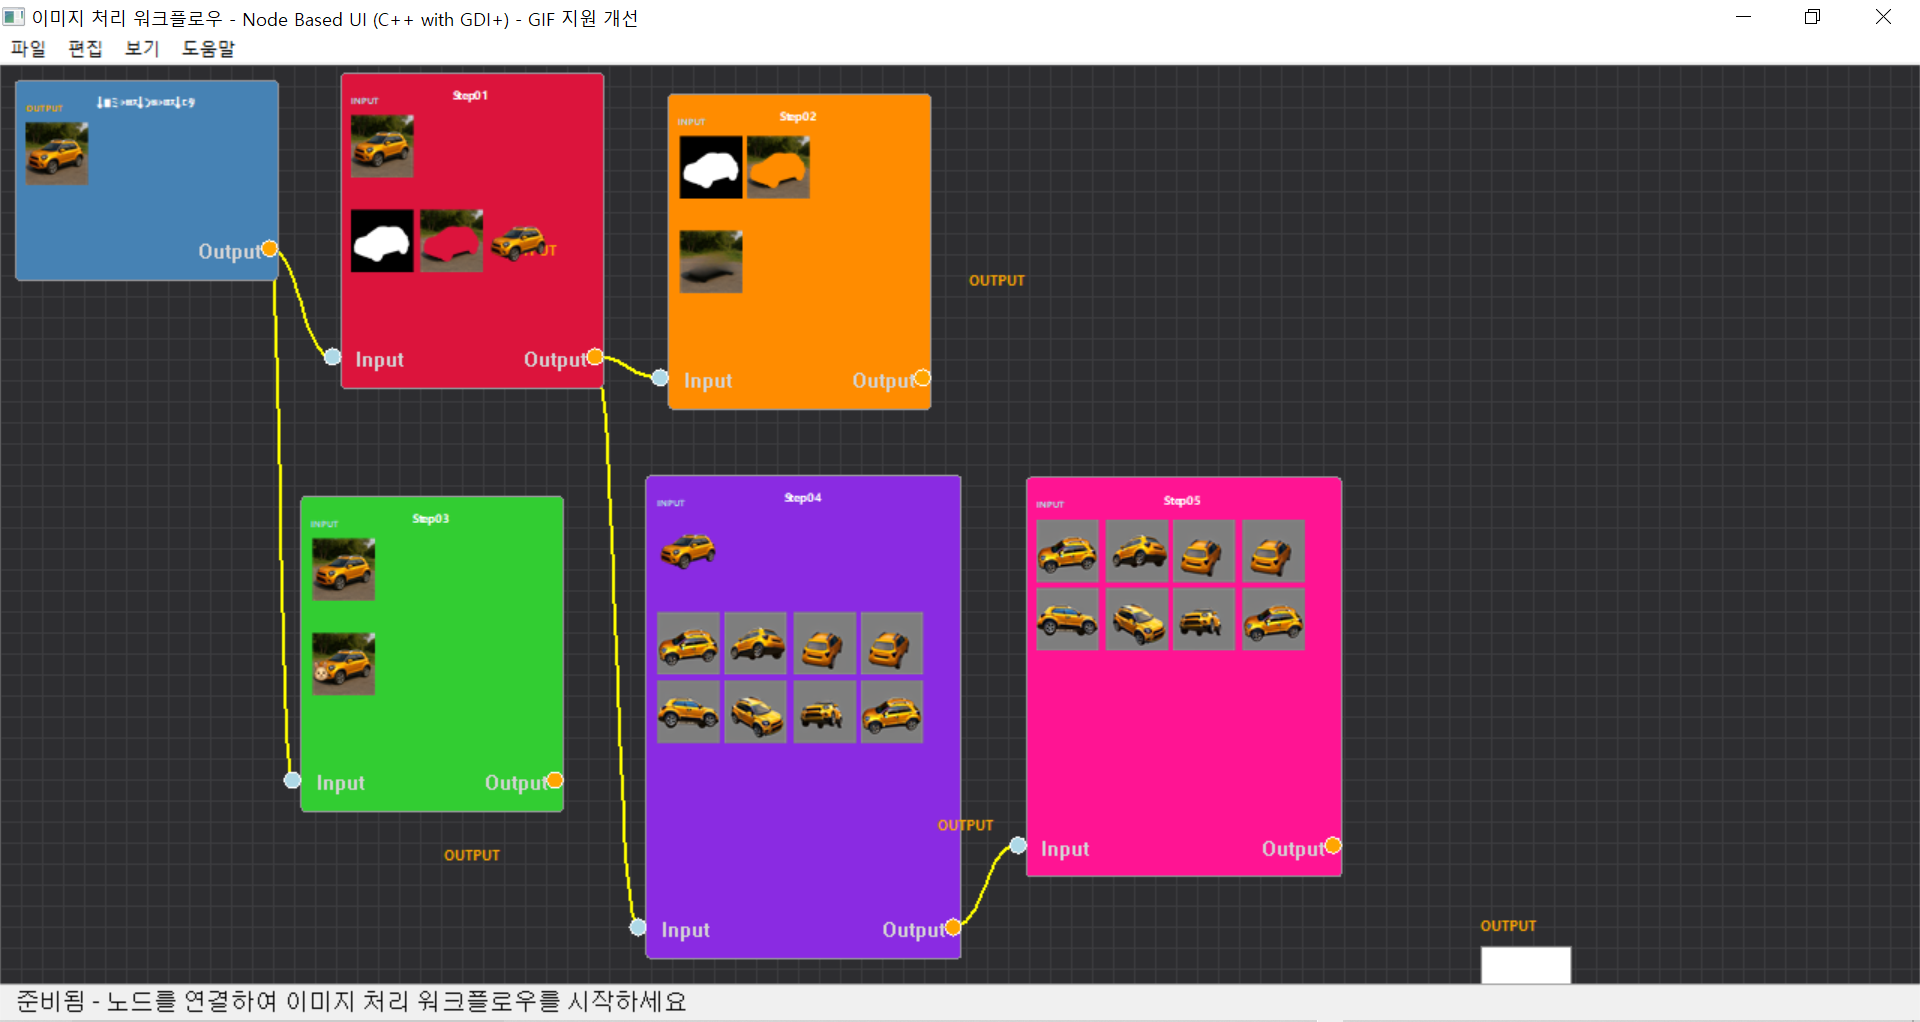 이미지 처리 워크플로우 - Node Based UI (C++ with GDI+) - GIF 지원 개선
파일 편집 보기 도움말
OUTPUT
Output
INPUT Step01
Input Output
INPUT Step02
Input Output
OUTPUT
INPUT Step03
Input Output
OUTPUT
INPUT Step04
Input Output
OUTPUT
INPUT Step05
Input Output
OUTPUT
준비됨 - 노드를 연결하여 이미지 처리 워크플로우를 시작하세요